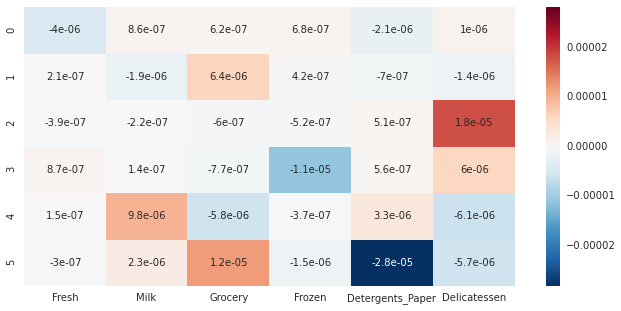 0 -4e-06 8.6e-07 6.2e-07 6.8e-07 -2.1e-06 1e-06
1 2.1e-07 -1.9e-06 6.4e-06 4.2e-07 -7e-07 -1.4e-06
2 -3.9e-07 -2.2e-07 -6e-07 -5.2e-07 5.1e-07 1.8e-05
3 8.7e-07 1.4e-07 -7.7e-07 -1.1e-05 5.6e-07 6e-06
4 1.5e-07 9.8e-06 -5.8e-06 -3.7e-07 3.3e-06 -6.1e-06
5 -3e-07 2.3e-06 1.2e-05 -1.5e-06 -2.8e-05 -5.7e-06
Fresh Milk Grocery Frozen Detergents_Paper Delicatessen
0.00002
0.00001
0.00000
−0.00001
−0.00002